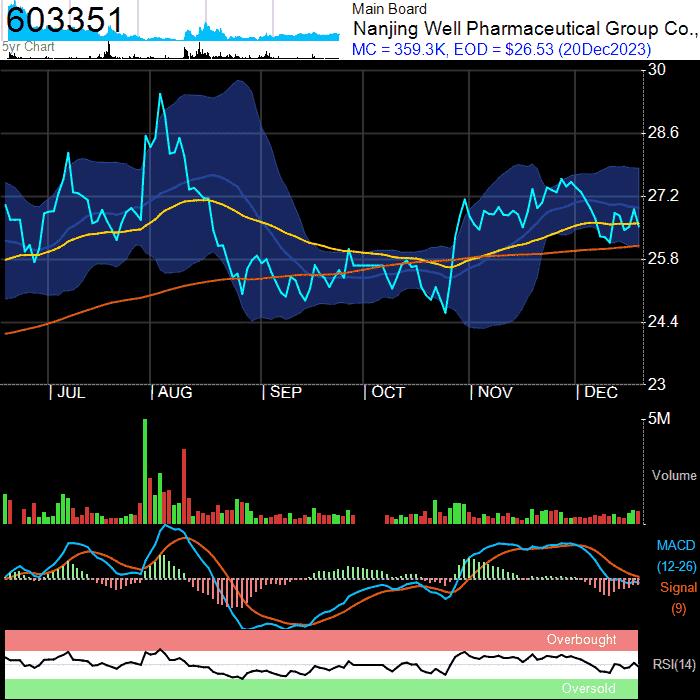 603351
5yr Chart
Main Board
Nanjing Well Pharmaceutical Group Co.,
MC = 359.3K, EOD = $26.53 (20Dec2023)
30
28.6
27.2
25.8
24.4
23
| JUL | AUG | SEP | OCT | NOV | DEC
5M
Volume
MACD
(12-26)
Signal
(9)
Overbought
RSI(14)
Oversold